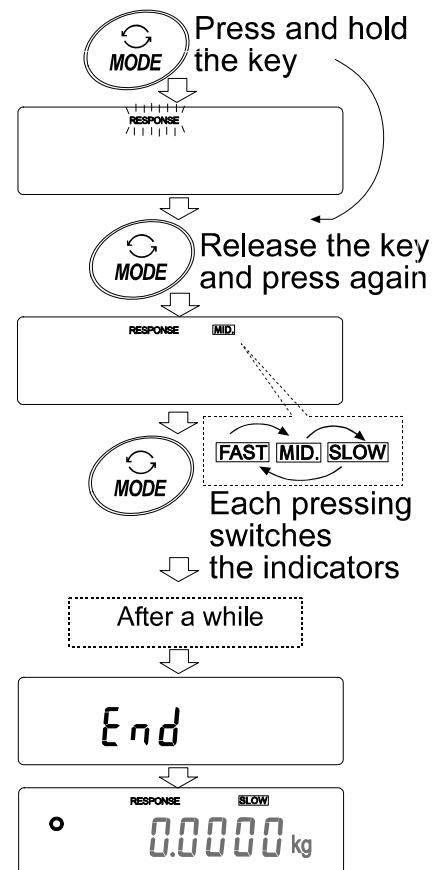 MODE
Press and hold
the key
RESPONSE
MODE
Release the key
and press again
RESPONSE MID.
FAST MID. SLOW
MODE
Each pressing
switches
the indicators
After a while
End
RESPONSE SLOW
0.0000 kg